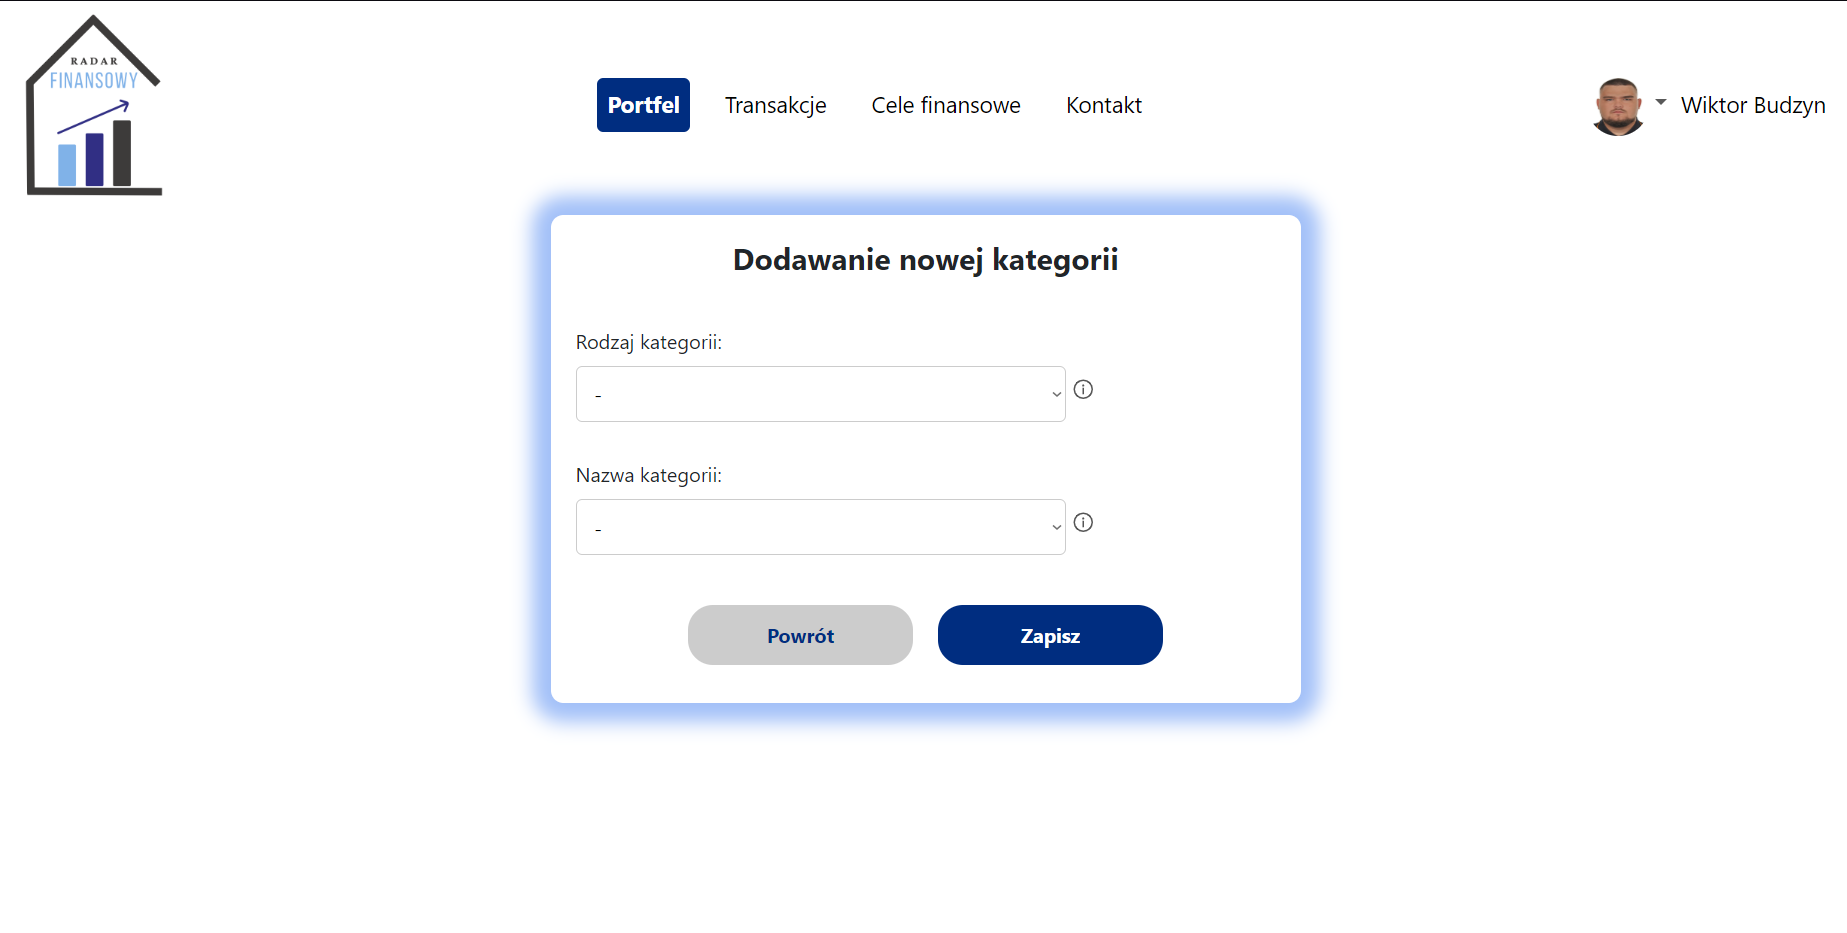 RADAR
FINANSOWY
Portfel
Transakcje
Cele finansowe
Kontakt
Wiktor Budzyn
Dodawanie nowej kategorii
Rodzaj kategorii:
-
Nazwa kategorii:
-
Powrót
Zapisz